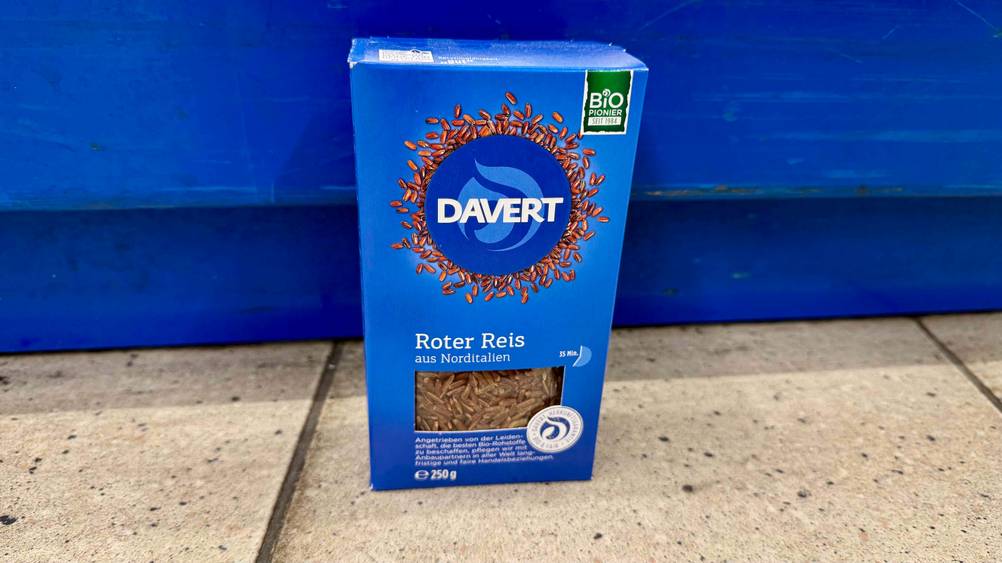 BiO
PIONIER
SEIT 1984
DAVERT
Roter Reis
aus Norditalien
35 Min.
Angetrieben von der Leiden-
schaft, die besten Bio-Rohstoffe
zu beschaffen, pflegen wir mit
Anbaupartnern in aller Welt lang-
fristige und faire Handelsbeziehungen.
℮ 250 g